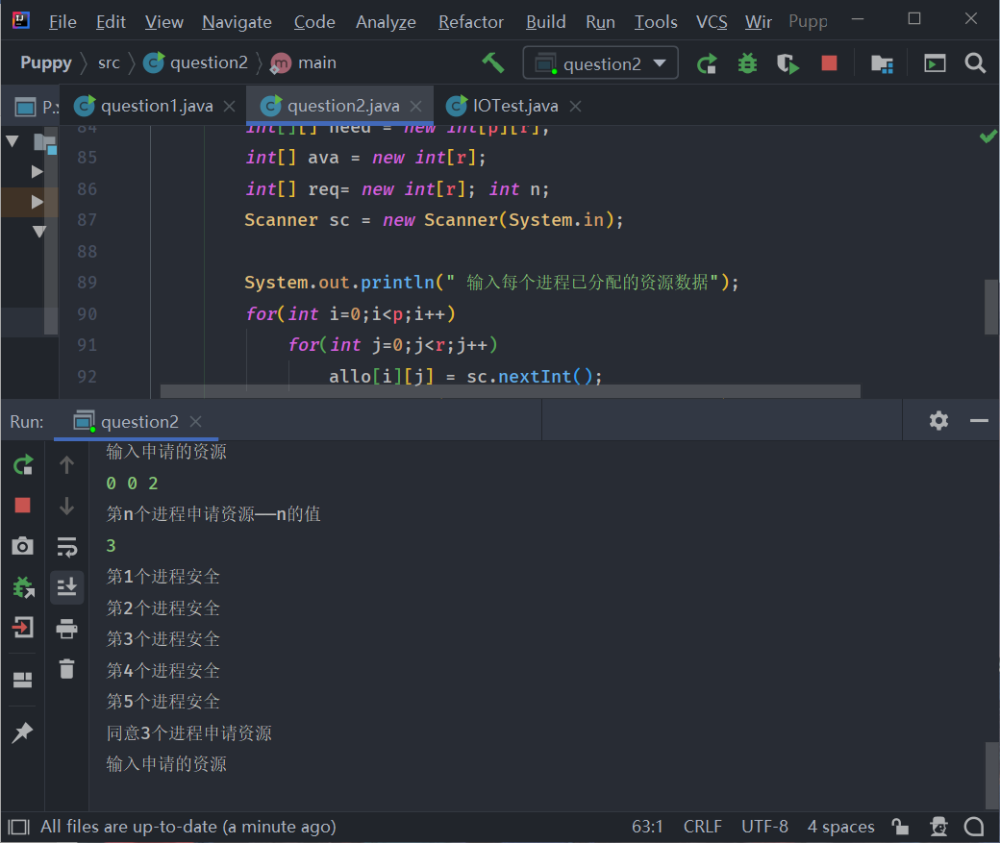 File Edit View Navigate Code Analyze Refactor Build Run Tools VCS Wir Pupp
Puppy src question2 m main question2
P.: question1.java question2.java IOTest.java
84 int[][] need = new int[p][r];
85 int[] ava = new int[r];
86 int[] req= new int[r]; int n;
87 Scanner sc = new Scanner(System.in);
88
89 System.out.println(" 输入每个进程已分配的资源数据");
90 for(int i=0;i<p;i++)
91 for(int j=0;j<r;j++)
92 allo[i][j] = sc.nextInt();
Run: question2
输入申请的资源
0 0 2
第n个进程申请资源——n的值
3
第1个进程安全
第2个进程安全
第3个进程安全
第4个进程安全
第5个进程安全
同意3个进程申请资源
输入申请的资源
All files are up-to-date (a minute ago) 63:1 CRLF UTF-8 4 spaces